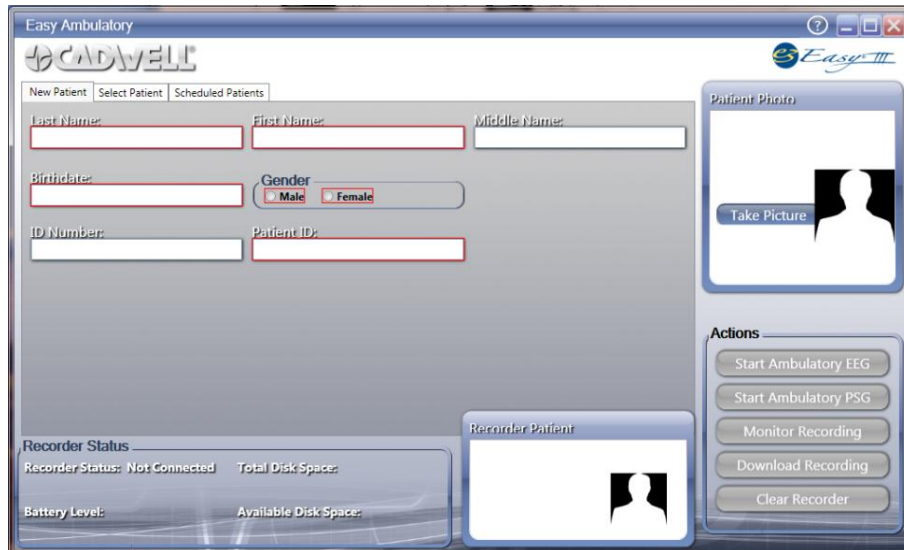 Easy Ambulatory
?
CADWELL
e3 Easy III
New Patient Select Patient Scheduled Patients
Last Name: First Name: Middle Name:
Birthdate: Gender
Male Female
ID Number: Patient ID:
Patient Photo
Take Picture
Actions
Start Ambulatory EEG
Start Ambulatory PSG
Monitor Recording
Download Recording
Clear Recorder
Recorder Status
Recorder Status: Not Connected Total Disk Space:
Battery Level: Available Disk Space:
Recorder Patient